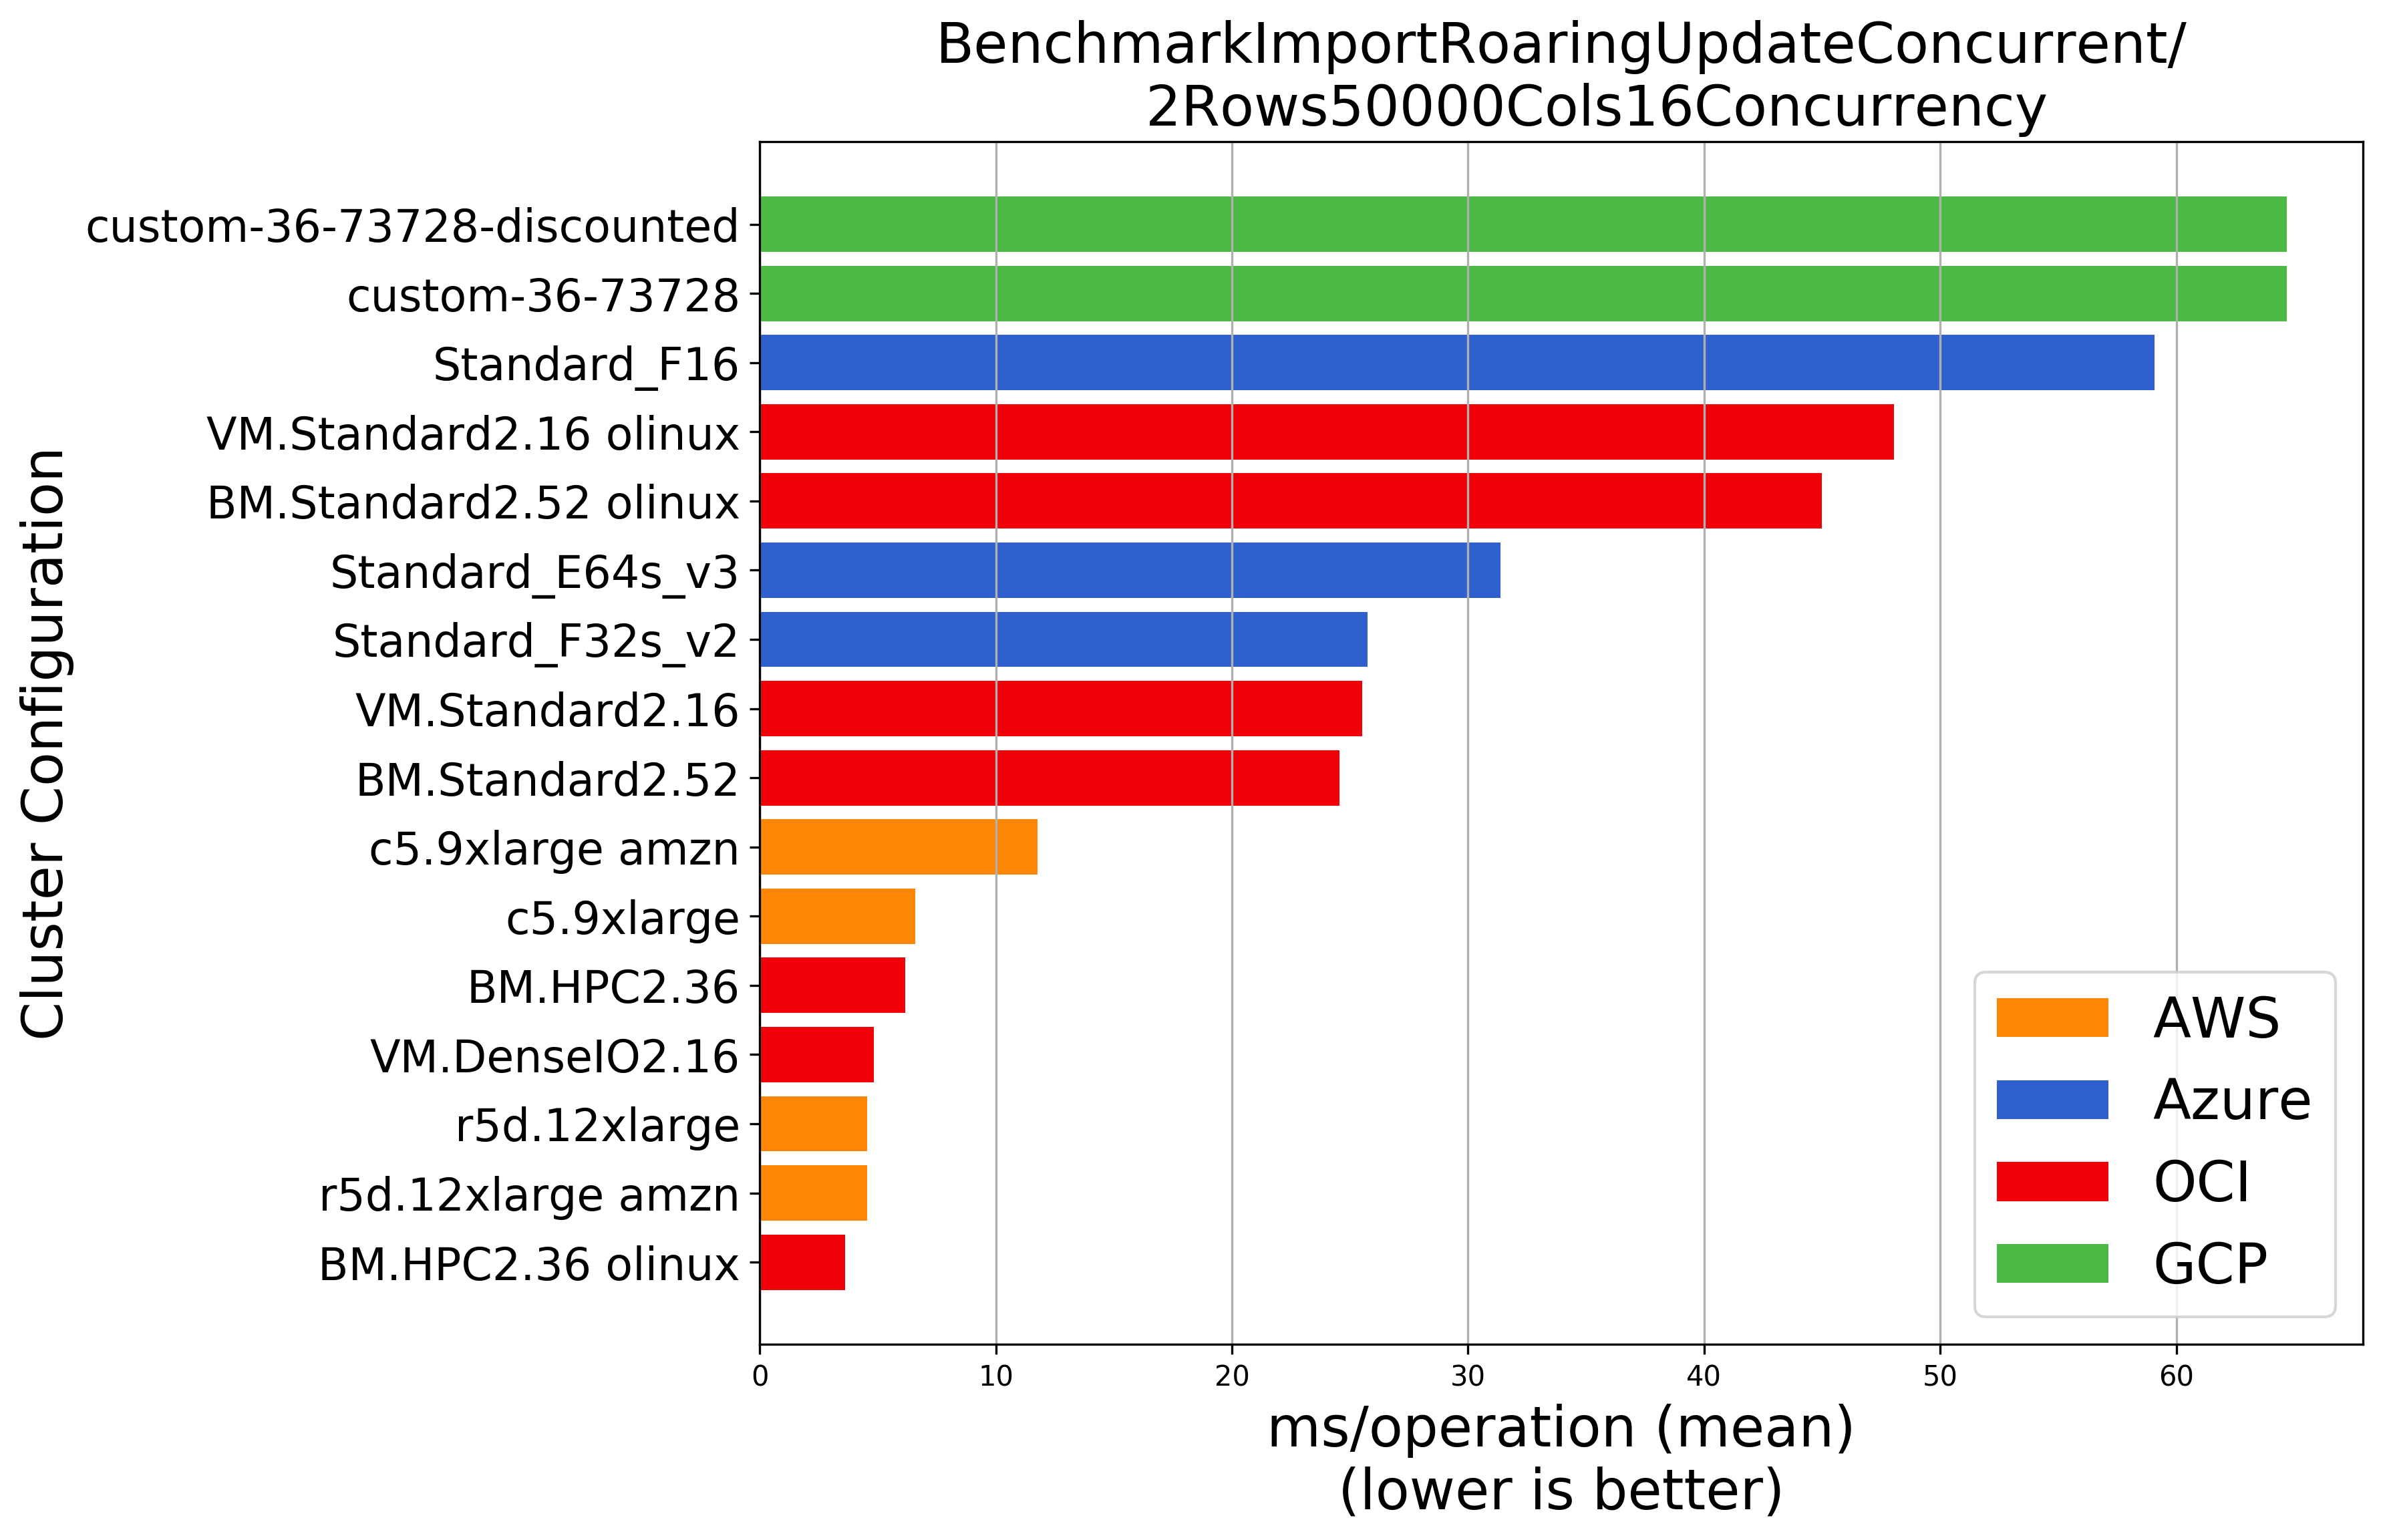 BenchmarkImportRoaringUpdateConcurrent/
2Rows50000Cols16Concurrency
Cluster Configuration
custom-36-73728-discounted
custom-36-73728
Standard_F16
VM.Standard2.16 olinux
BM.Standard2.52 olinux
Standard_E64s_v3
Standard_F32s_v2
VM.Standard2.16
BM.Standard2.52
c5.9xlarge amzn
c5.9xlarge
BM.HPC2.36
VM.DenseIO2.16
r5d.12xlarge
r5d.12xlarge amzn
BM.HPC2.36 olinux
AWS
Azure
OCI
GCP
0 10 20 30 40 50 60
ms/operation (mean)
(lower is better)